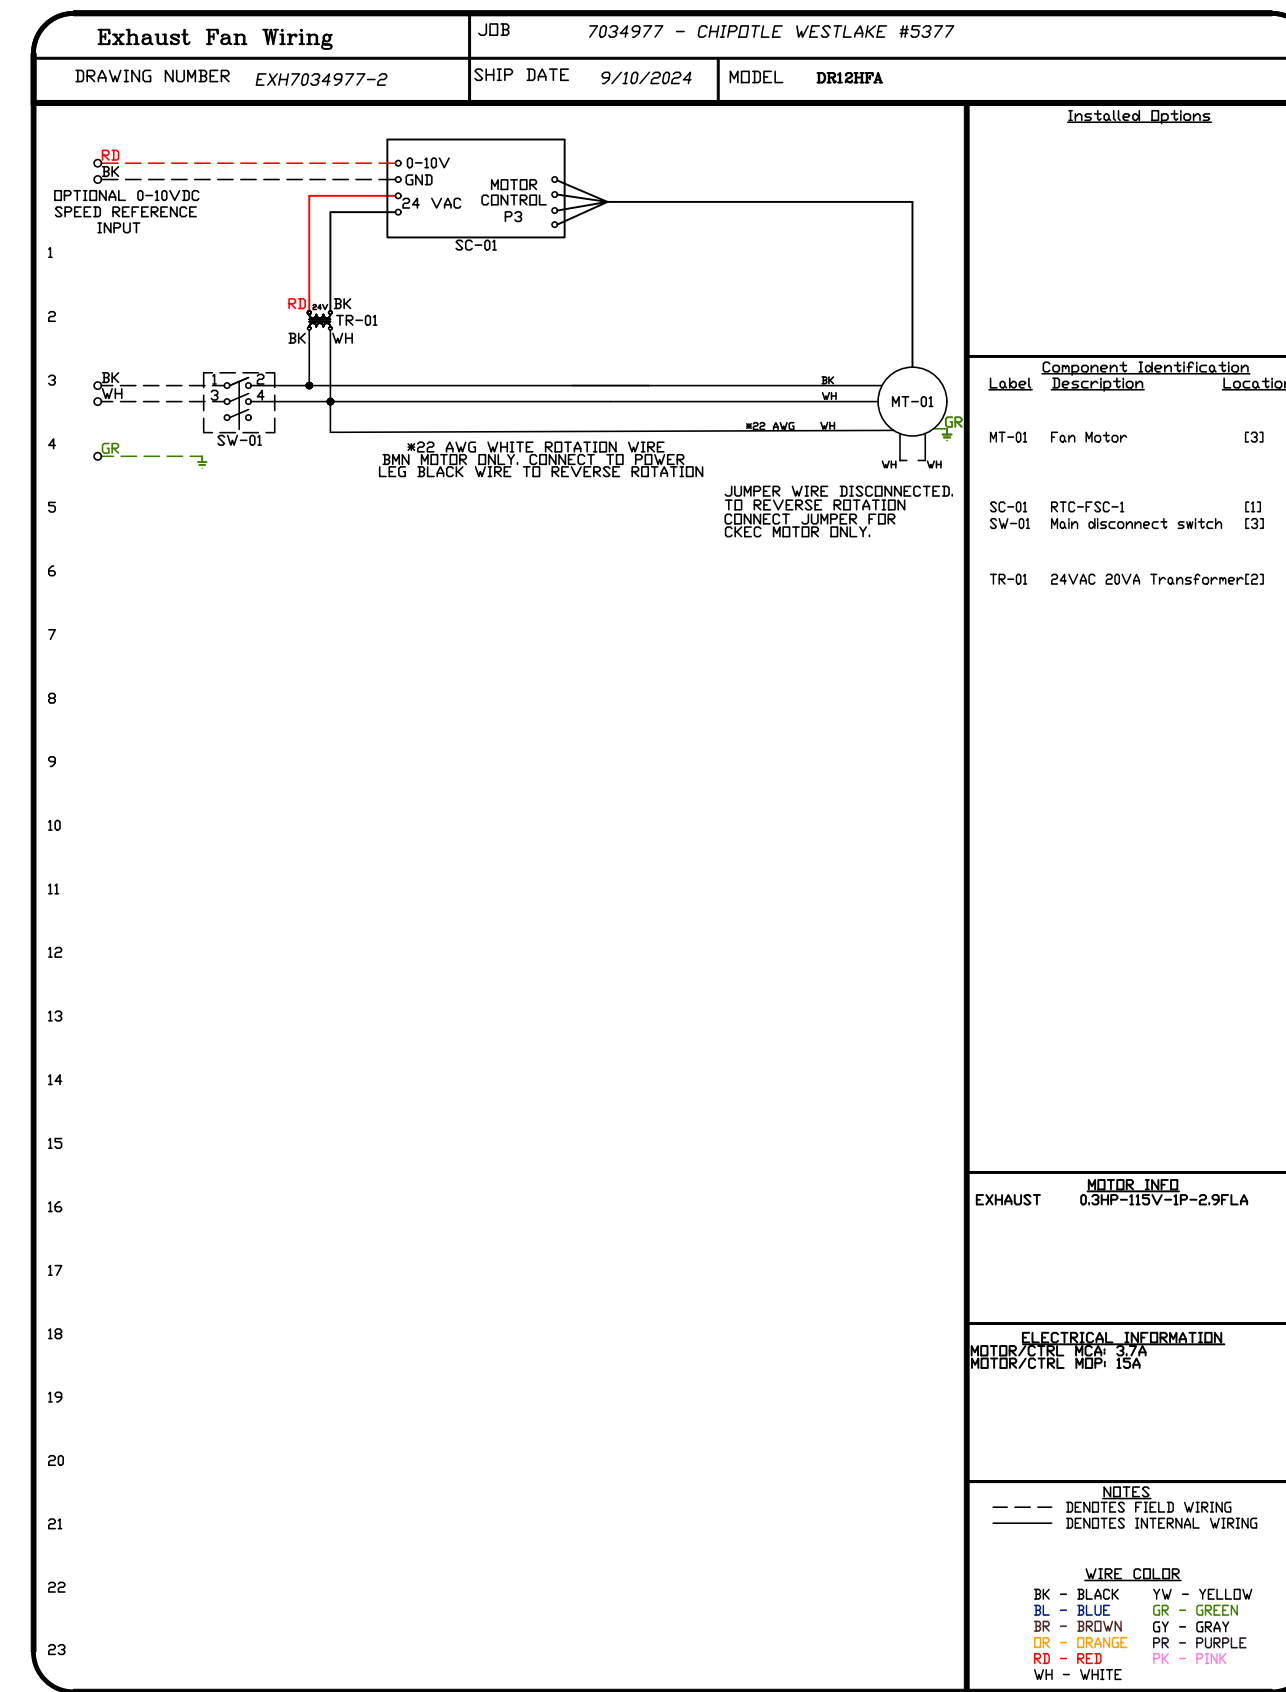 Exhaust Fan Wiring
JOB 7034977 - CHIPOTLE WESTLAKE #5377
DRAWING NUMBER EXH7034977-2
SHIP DATE 9/10/2024
MODEL DR12HFA
RD
BK
OPTIONAL 0-10VDC
SPEED REFERENCE
INPUT
0-10V
GND
24 VAC
MOTOR
CONTROL
P3
SC-01
1
2
RD 24V BK
TR-01
BK WH
3
BK
WH
1 2
3 4
SW-01
BK
WH
*22 AWG WH
MT-01
GR
WH WH
4
GR
*22 AWG WHITE ROTATION WIRE
BMN MOTOR ONLY. CONNECT TO POWER
LEG BLACK WIRE TO REVERSE ROTATION
JUMPER WIRE DISCONNECTED.
TO REVERSE ROTATION
CONNECT JUMPER FOR
CKEC MOTOR ONLY.
5
6
7
8
9
10
11
12
13
14
15
16
17
18
19
20
21
22
23
Installed Options
Component Identification
Label Description Location
MT-01 Fan Motor [3]
SC-01 RTC-FSC-1 [1]
SW-01 Main disconnect switch [3]
TR-01 24VAC 20VA Transformer[2]
MOTOR INFO
EXHAUST 0.3HP-115V-1P-2.9FLA
ELECTRICAL INFORMATION
MOTOR/CTRL MCA: 3.7A
MOTOR/CTRL MOP: 15A
NOTES
DENOTES FIELD WIRING
DENOTES INTERNAL WIRING
WIRE COLOR
BK - BLACK YW - YELLOW
BL - BLUE GR - GREEN
BR - BROWN GY - GRAY
OR - ORANGE PR - PURPLE
RD - RED PK - PINK
WH - WHITE